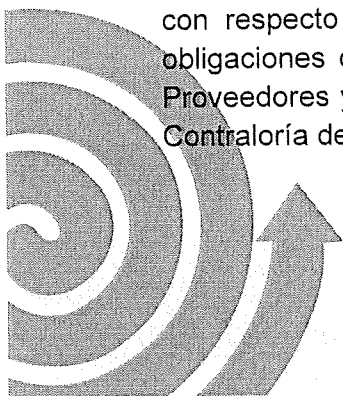 con respecto
obligaciones
Proveedores y
Contraloría de